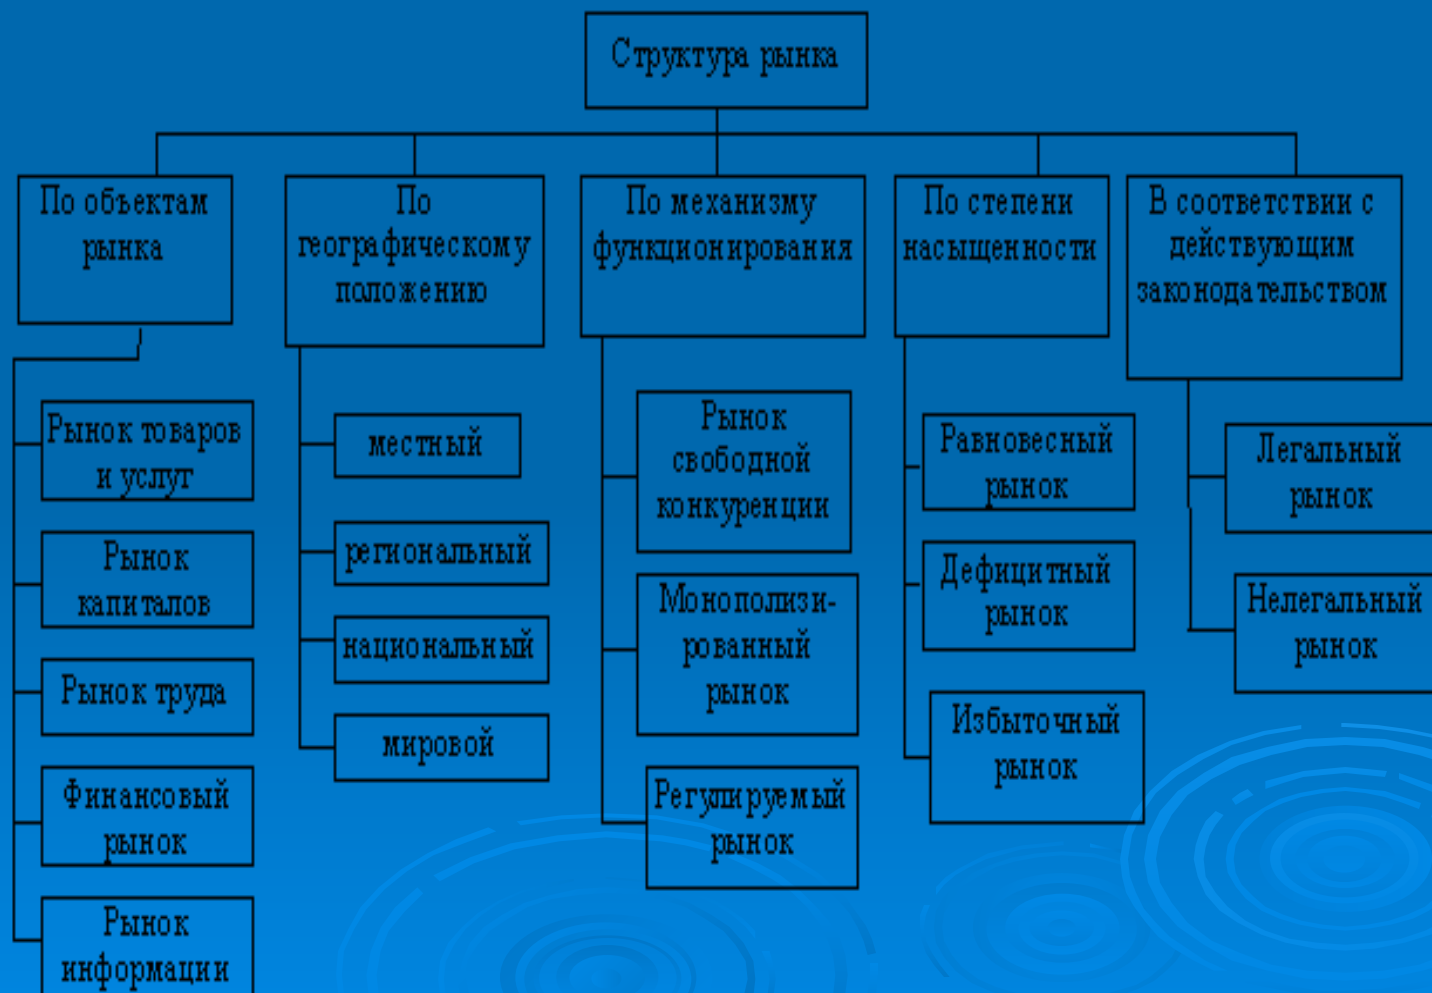 Структура рынка
По объектам
рынка
Рынок товаров
и услуг
Рынок
капиталов
Рынок труда
Финансовый
рынок
Рынок
информации
По
географическому
положению
местный
региональный
национальный
мировой
По механизму
функционирования
Рынок
свободной
конкуренции
Монополизи-
рованный
рынок
Регулируемый
рынок
По степени
насыщенности
Равновесный
рынок
Дефицитный
рынок
Избыточный
рынок
В соответствии с
действующим
законодательством
Легальный
рынок
Нелегальный
рынок